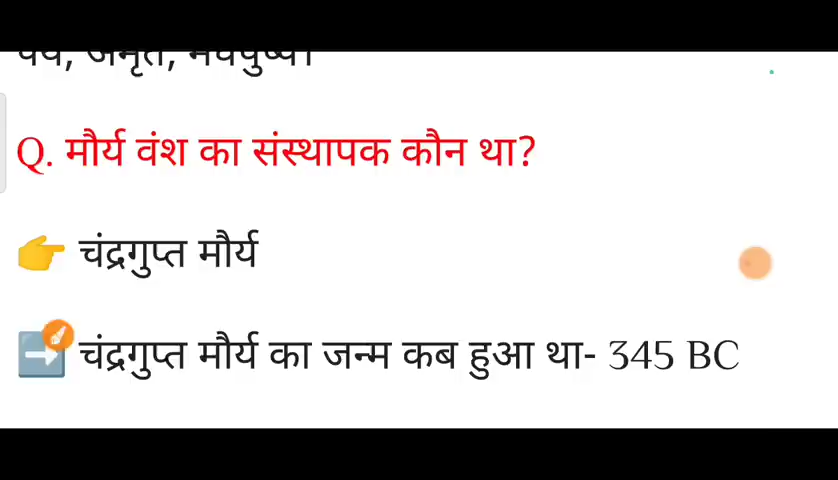 Q. मौर्य वंश का संस्थापक कौन था?
👉 चंद्रगुप्त मौर्य
➡️ चंद्रगुप्त मौर्य का जन्म कब हुआ था- 345 BC